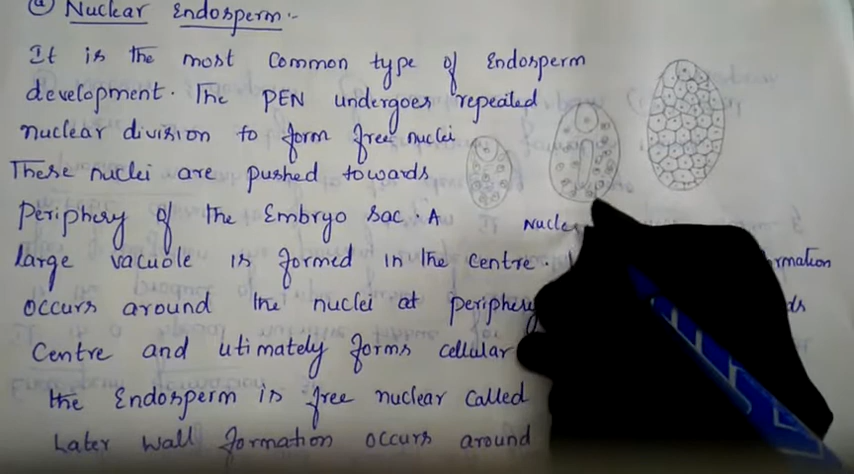 ⓐ Nuclear Endosperm :-
It is the most common type of Endosperm
development. The PEN undergoes repeated
nuclear division to form free nuclei
These nuclei are pushed towards
Periphery of the Embryo sac. A
large vacuole is formed in the centre.
occurs around the nuclei at periphery
Centre and utimately forms cellular
the Endosperm is free nuclear called
Later wall formation occurs around